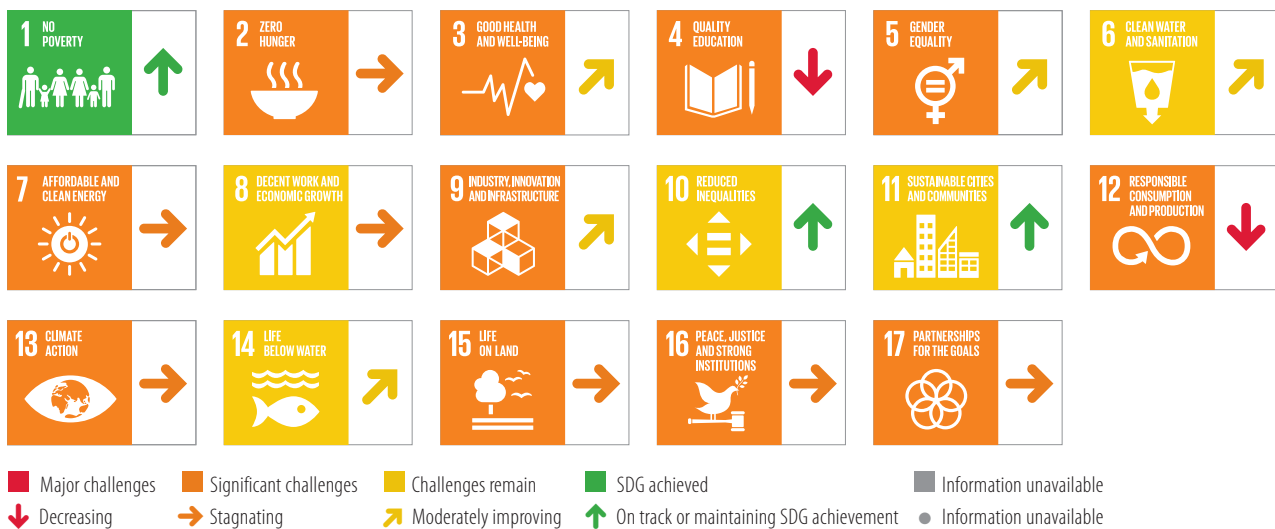 1 NO
POVERTY
2 ZERO
HUNGER
3 GOOD HEALTH
AND WELL-BEING
4 QUALITY
EDUCATION
5 GENDER
EQUALITY
6 CLEAN WATER
AND SANITATION
7 AFFORDABLE AND
CLEAN ENERGY
8 DECENT WORK AND
ECONOMIC GROWTH
9 INDUSTRY, INNOVATION
AND INFRASTRUCTURE
10 REDUCED
INEQUALITIES
11 SUSTAINABLE CITIES
AND COMMUNITIES
12 RESPONSIBLE
CONSUMPTION
AND PRODUCTION
13 CLIMATE
ACTION
14 LIFE
BELOW WATER
15 LIFE
ON LAND
16 PEACE, JUSTICE
AND STRONG
INSTITUTIONS
17 PARTNERSHIPS
FOR THE GOALS
Major challenges Significant challenges Challenges remain SDG achieved Information unavailable
Decreasing Stagnating Moderately improving On track or maintaining SDG achievement Information unavailable